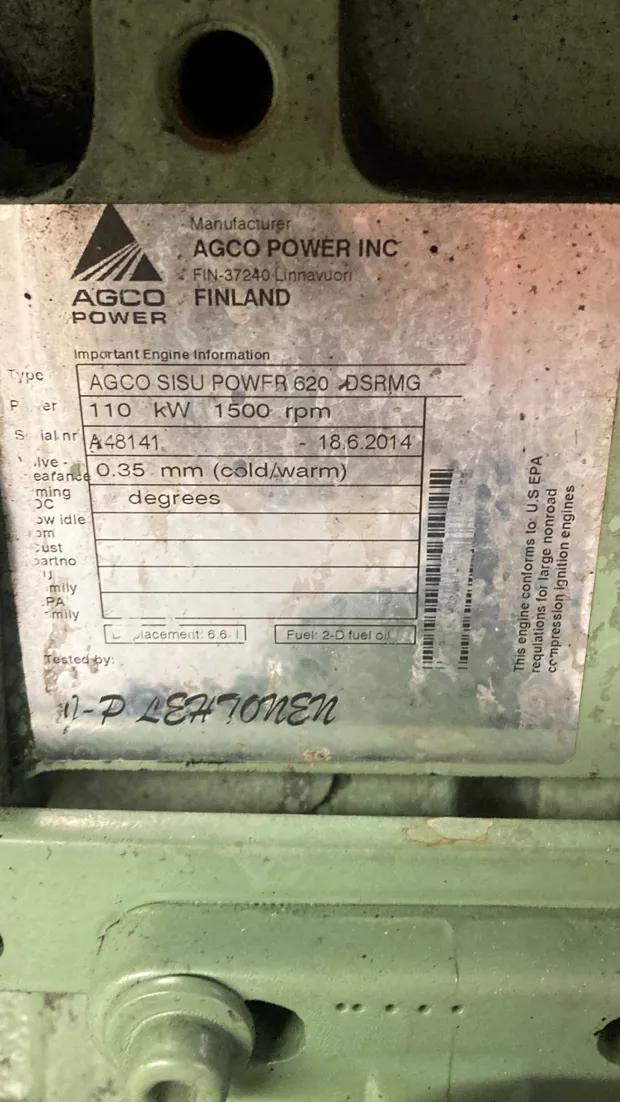 Manufacturer
AGCO POWER INC
FIN-37240 Linnavuori
FINLAND
AGCO
POWER
Important Engine Information
Type
AGCO SISU POWER 620 DSRMG
110 kW 1500 rpm
A48141 - 18.6.2014
0.35 mm (cold/warm)
degrees
Fuel: 2-D fuel oil
Tested by:
LEHTONEN
This engine conforms to U.S EPA
regulations for large nonroad
compression ignition engines